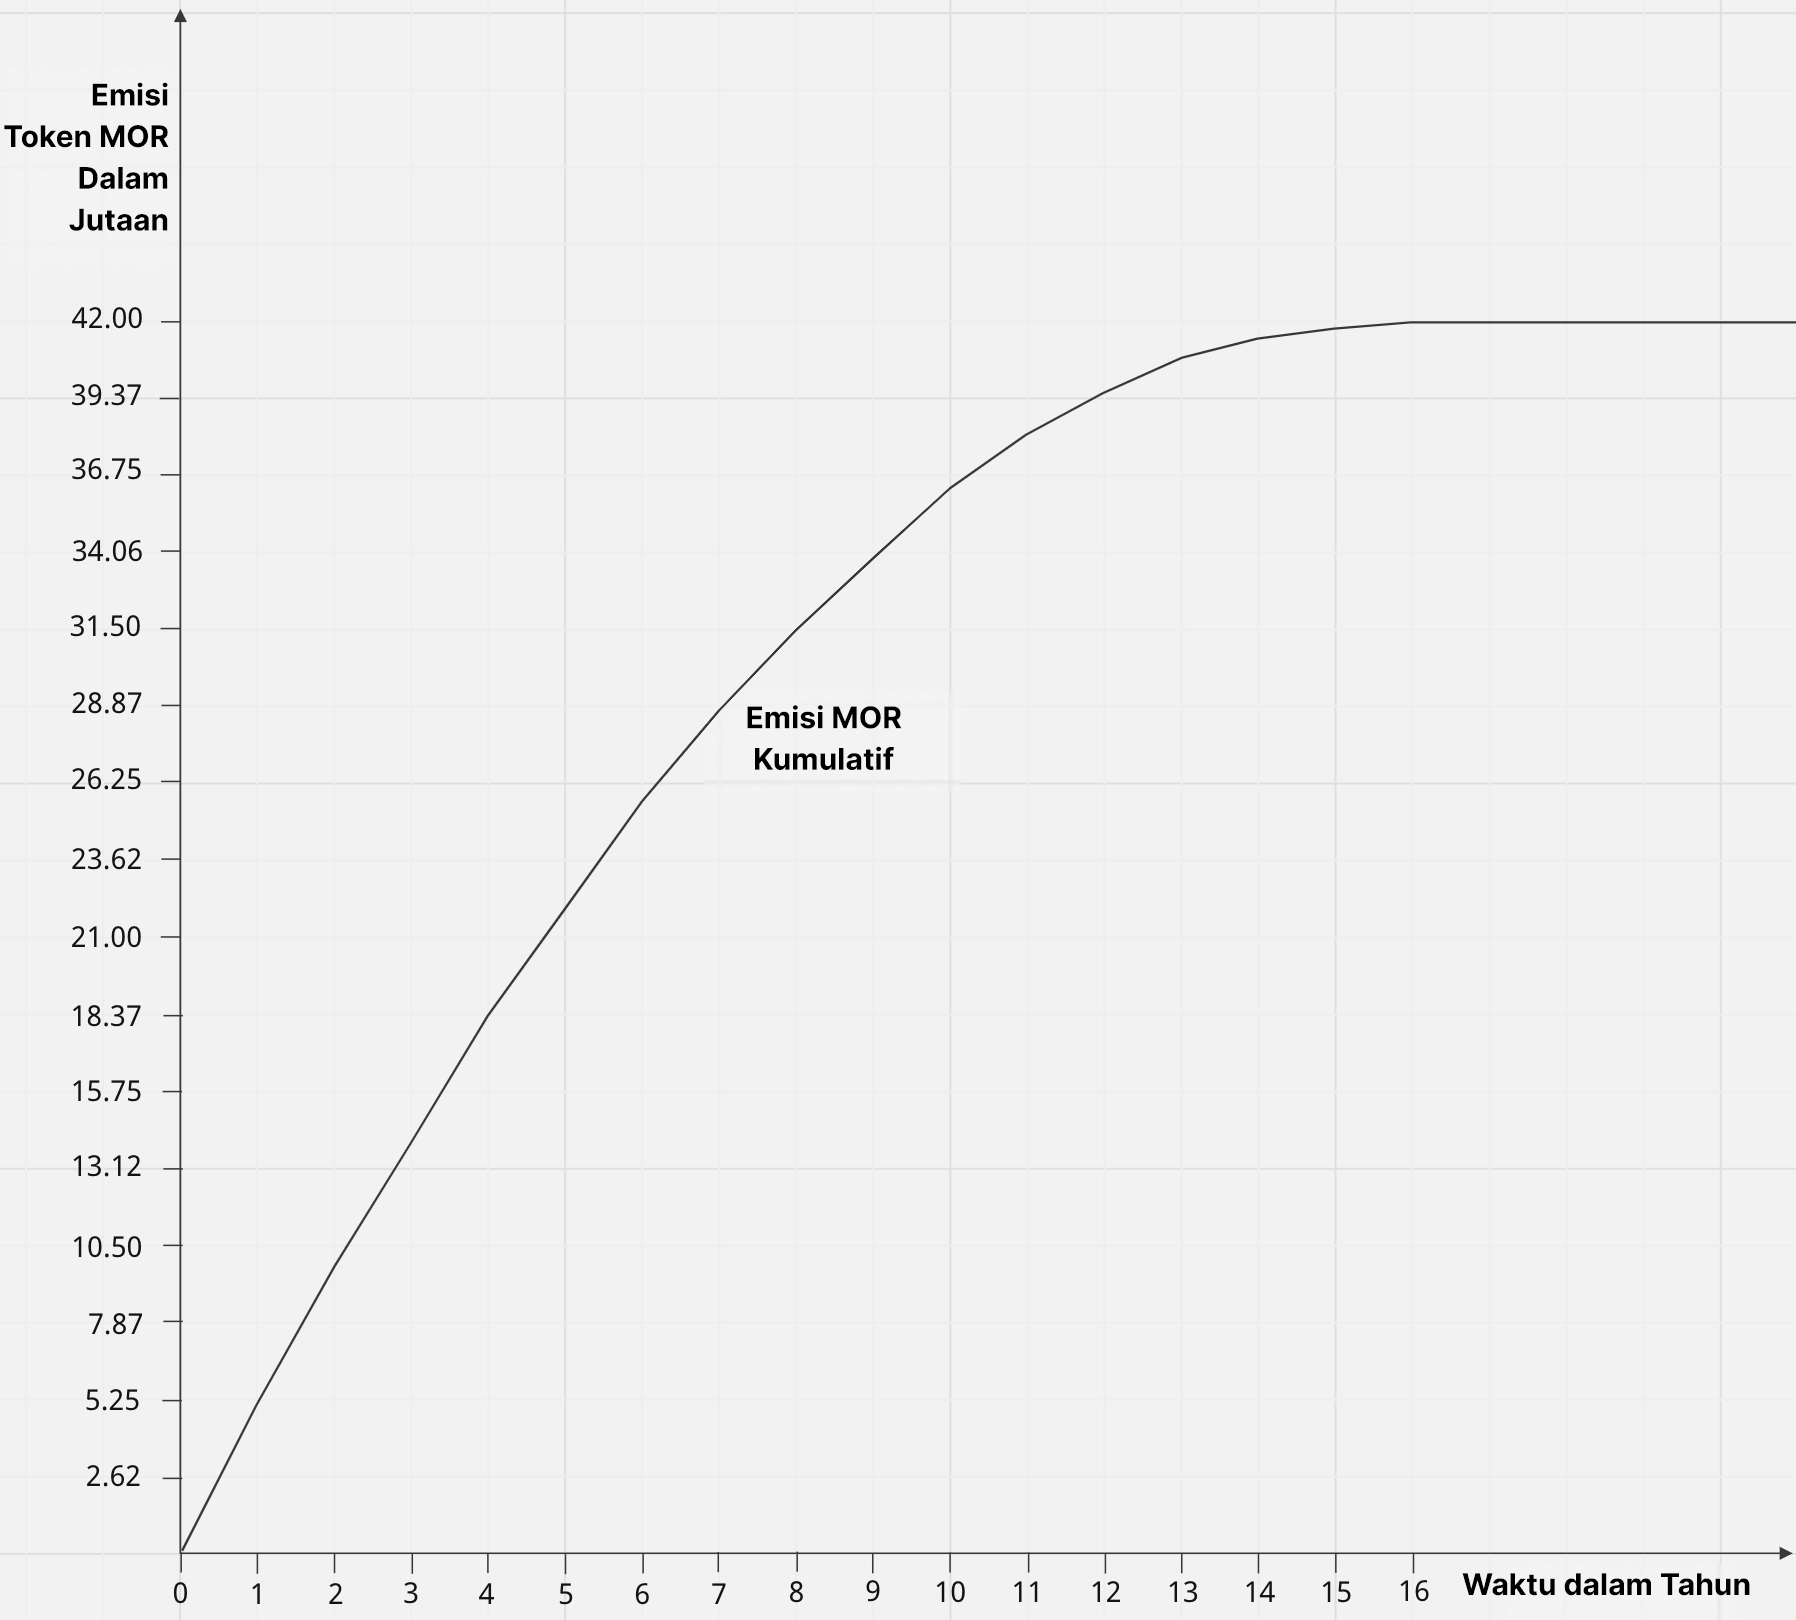 Emisi
Token MOR
Dalam
Jutaan
42.00
39.37
36.75
34.06
31.50
28.87
Emisi MOR
Kumulatif
26.25
23.62
21.00
18.37
15.75
13.12
10.50
7.87
5.25
2.62
0 1 2 3 4 5 6 7 8 9 10 11 12 13 14 15 16 Waktu dalam Tahun